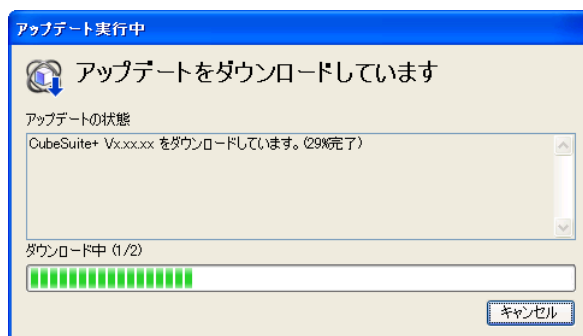 アップデート実行中
アップデートをダウンロードしています
アップデートの状態
CubeSuite+ Vx.xx.xx をダウンロードしています。(29%完了)
ダウンロード中 (1/2)
キャンセル